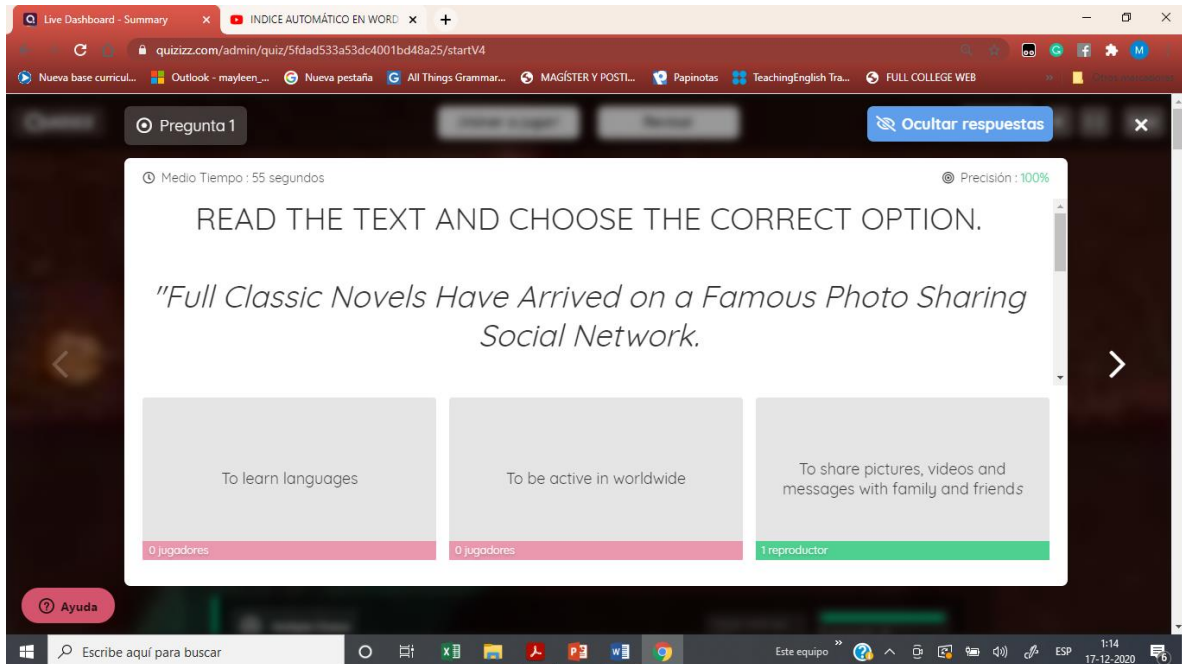 Live Dashboard - Summary
INDICE AUTOMÁTICO EN WORD
quizizz.com/admin/quiz/5fdad533a53dc4001bd48a25/startV4
Nueva base curricul...
Outlook - mayleen_...
Nueva pestaña
All Things Grammar...
MAGÍSTER Y POSTI...
Papinotas
TeachingEnglish Tra...
FULL COLLEGE WEB
Pregunta 1
Ocultar respuestas
Medio Tiempo : 55 segundos
Precisión : 100%
READ THE TEXT AND CHOOSE THE CORRECT OPTION.
"Full Classic Novels Have Arrived on a Famous Photo Sharing
Social Network.
To learn languages
To be active in worldwide
To share pictures, videos and
messages with family and friends
0 jugadores
0 jugadores
1 reproductor
Ayuda
Escribe aquí para buscar
Este equipo
ESP
1:14
17-12-2020